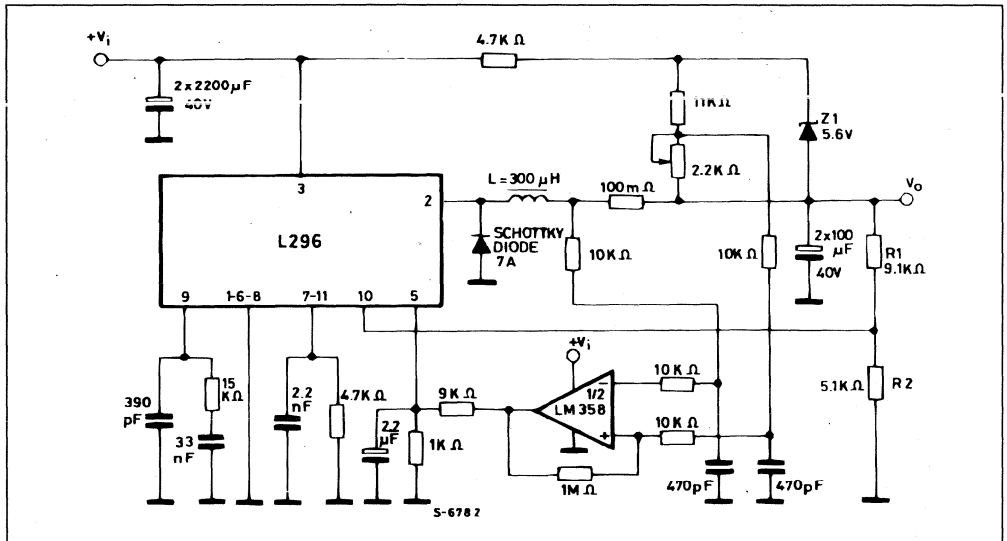 +Vi
4.7KΩ
2x2200µF
40V
11KΩ
Z1
5.6V
3
L=300µH
100mΩ
2.2KΩ
Vo
2
L296
SCHOTTKY
DIODE
7A
10KΩ
10KΩ
2x100
µF
40V
R1
9.1KΩ
9
1-6-8
7-11
10
5
+Vi
15
KΩ
390
pF
33
nF
2.2
nF
4.7KΩ
2.2
µF
9KΩ
1KΩ
1/2
LM358
−
+
10KΩ
10KΩ
5.1KΩ
R2
1MΩ
470pF
470pF
S-6782